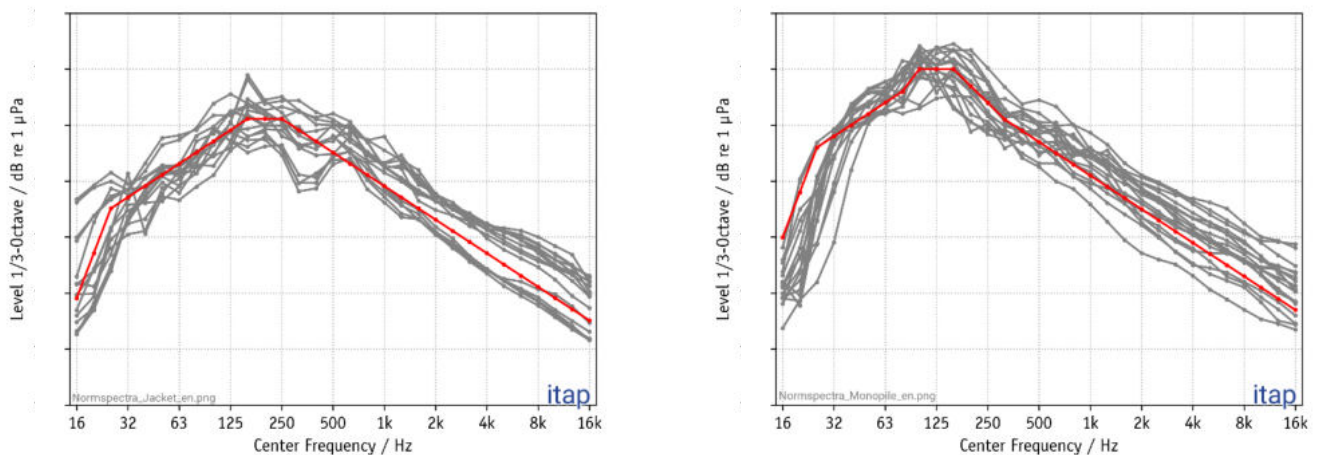 Level 1/3-Octave / dB re 1 µPa
Normspectra_Jacket_en.png
itap
16 32 63 125 250 500 1k 2k 4k 8k 16k
Center Frequency / Hz
Level 1/3-Octave / dB re 1 µPa
Normspectra_Monopile_en.png
itap
16 32 63 125 250 500 1k 2k 4k 8k 16k
Center Frequency / Hz